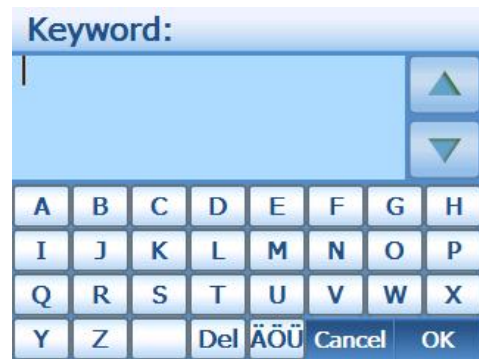 Keyword:
A B C D E F G H
I J K L M N O P
Q R S T U V W X
Y Z Del ÄÖÜ Cancel OK